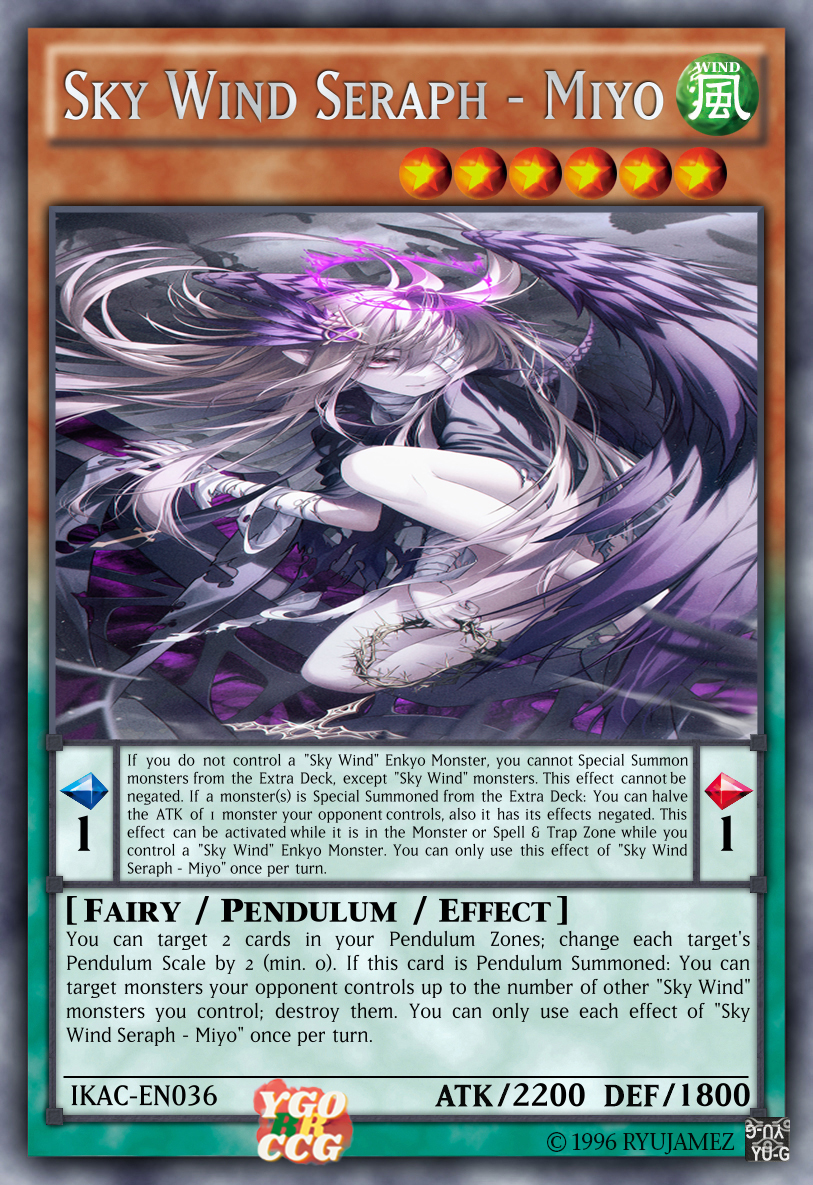 Sky Wind Seraph - Miyo
WIND
風
If you do not control a "Sky Wind" Enkyo Monster, you cannot Special Summon
monsters from the Extra Deck, except "Sky Wind" monsters. This effect cannot be
negated. If a monster(s) is Special Summoned from the Extra Deck: You can halve
the ATK of 1 monster your opponent controls, also it has its effects negated. This
effect can be activated while it is in the Monster or Spell & Trap Zone while you
control a "Sky Wind" Enkyo Monster. You can only use this effect of "Sky Wind
Seraph - Miyo" once per turn.
1
1
[ Fairy / Pendulum / Effect ]
You can target 2 cards in your Pendulum Zones; change each target's
Pendulum Scale by 2 (min. 0). If this card is Pendulum Summoned: You can
target monsters your opponent controls up to the number of other "Sky Wind"
monsters you control; destroy them. You can only use each effect of "Sky
Wind Seraph - Miyo" once per turn.
IKAC-EN036
ATK/2200 DEF/1800
YGO
RR
CCG
© 1996 RYUJAMEZ
YU-G
YU-G